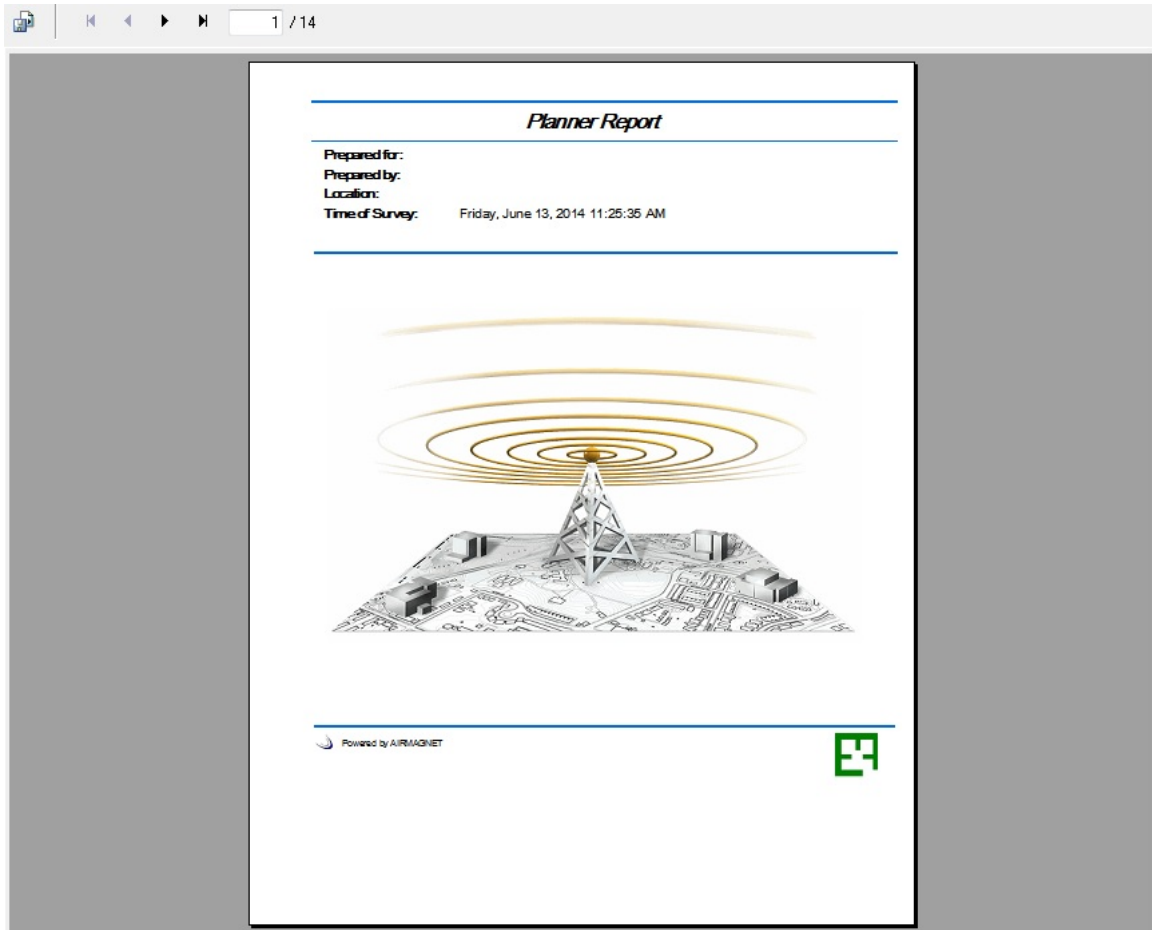 1 / 14
Planner Report
Prepared for:
Prepared by:
Location:
Time of Survey: Friday, June 13, 2014 11:25:35 AM
Powered by AIRMAGNET